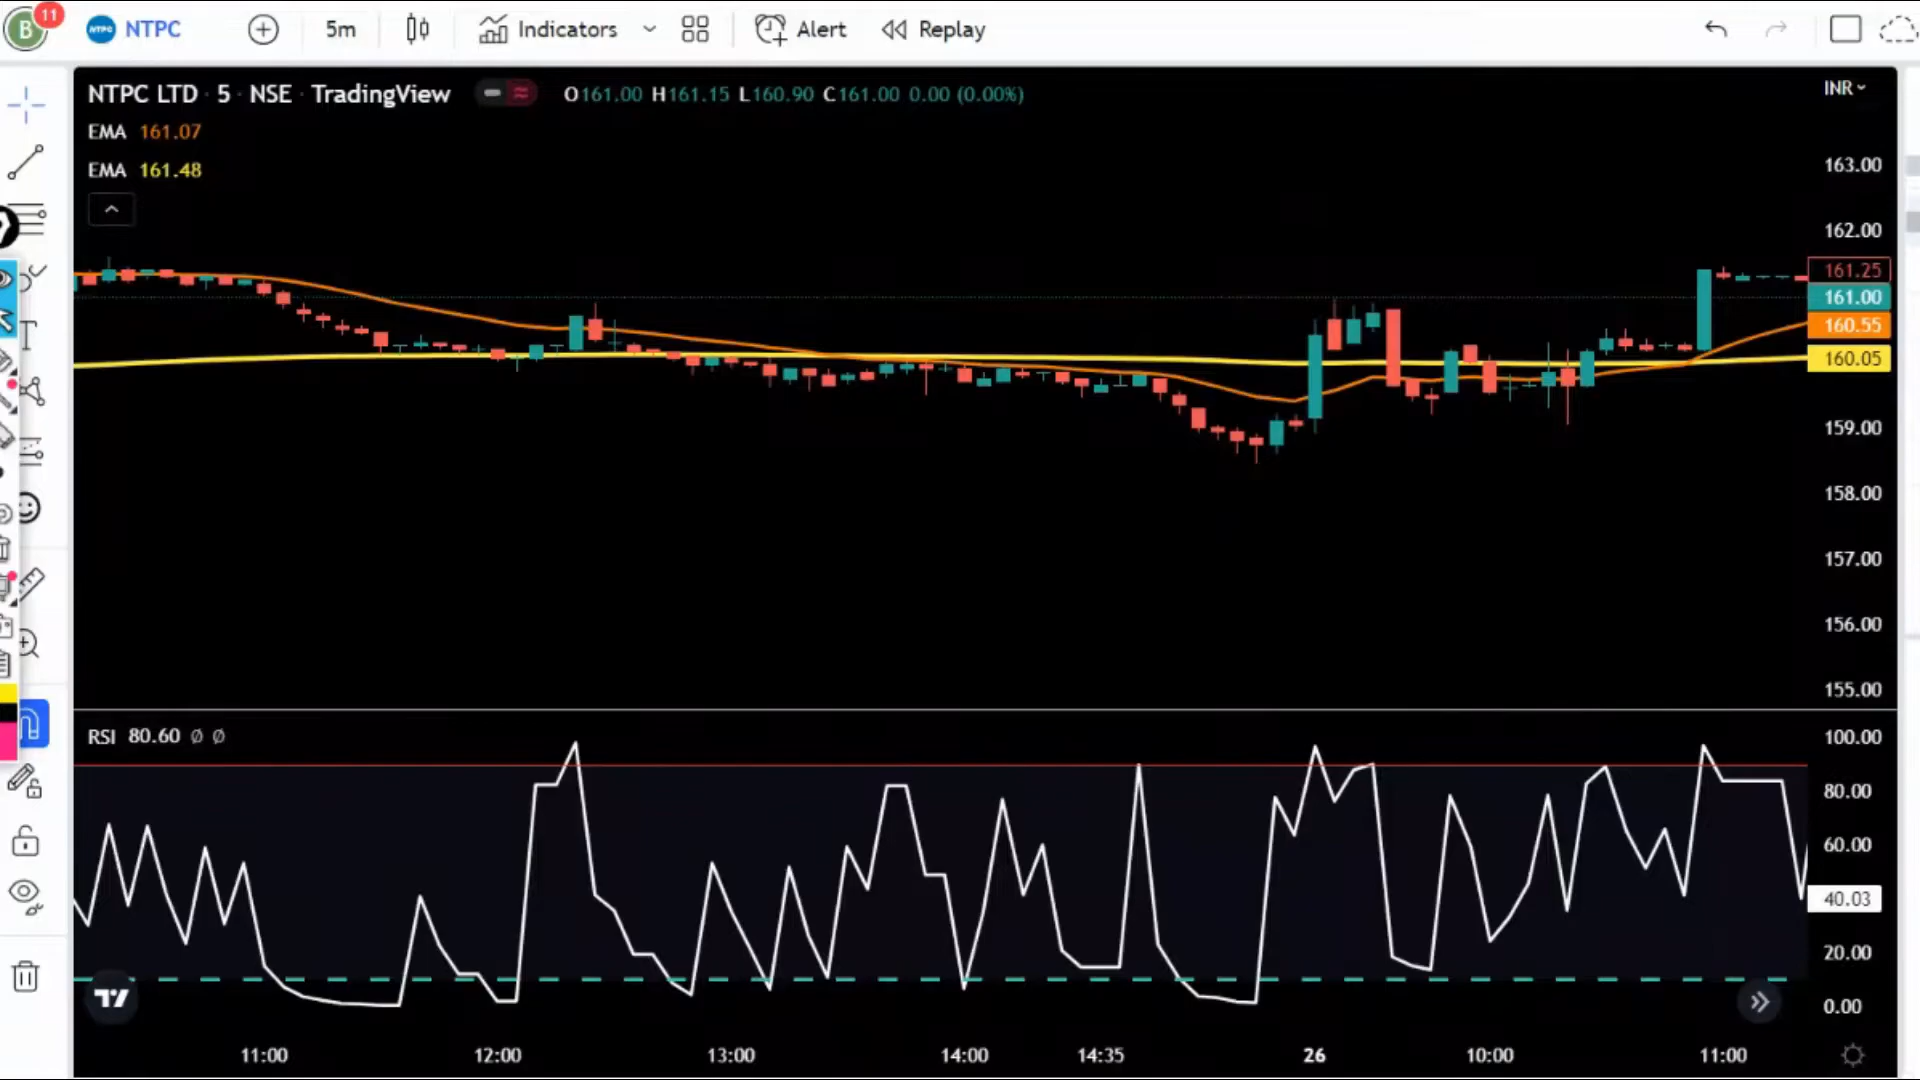 B 11 NTPC NTPC 5m Indicators Alert Replay
NTPC LTD · 5 · NSE · TradingView O161.00 H161.15 L160.90 C161.00 0.00 (0.00%) INR
EMA 161.07
EMA 161.48
163.00
162.00
161.25
161.00
160.55
160.05
159.00
158.00
157.00
156.00
155.00
RSI 80.60 Ø Ø
100.00
80.00
60.00
40.03
20.00
0.00
11:00 12:00 13:00 14:00 14:35 26 10:00 11:00